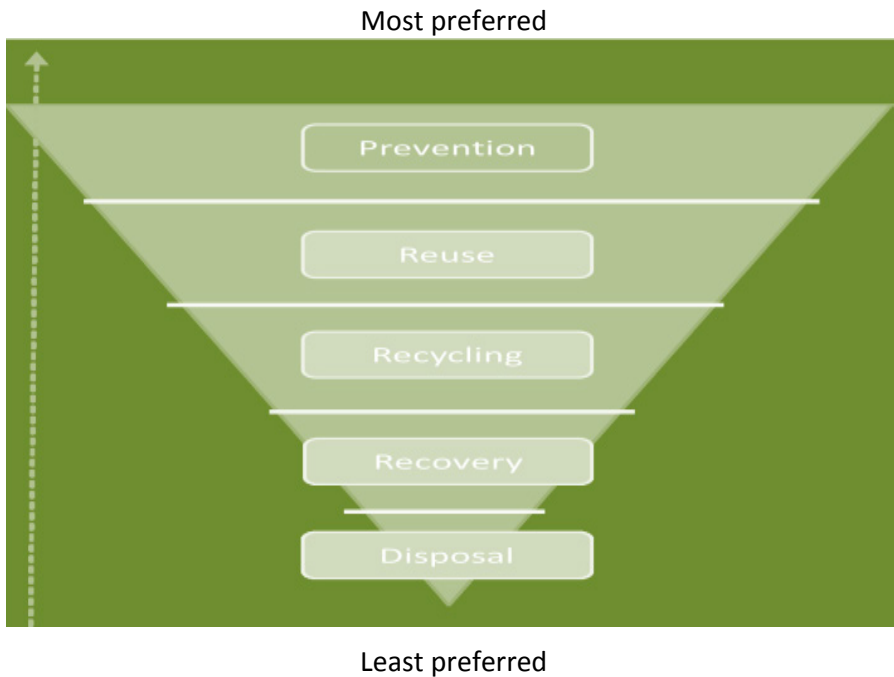 Most preferred
Prevention
Reuse
Recycling
Recovery
Disposal
Least preferred